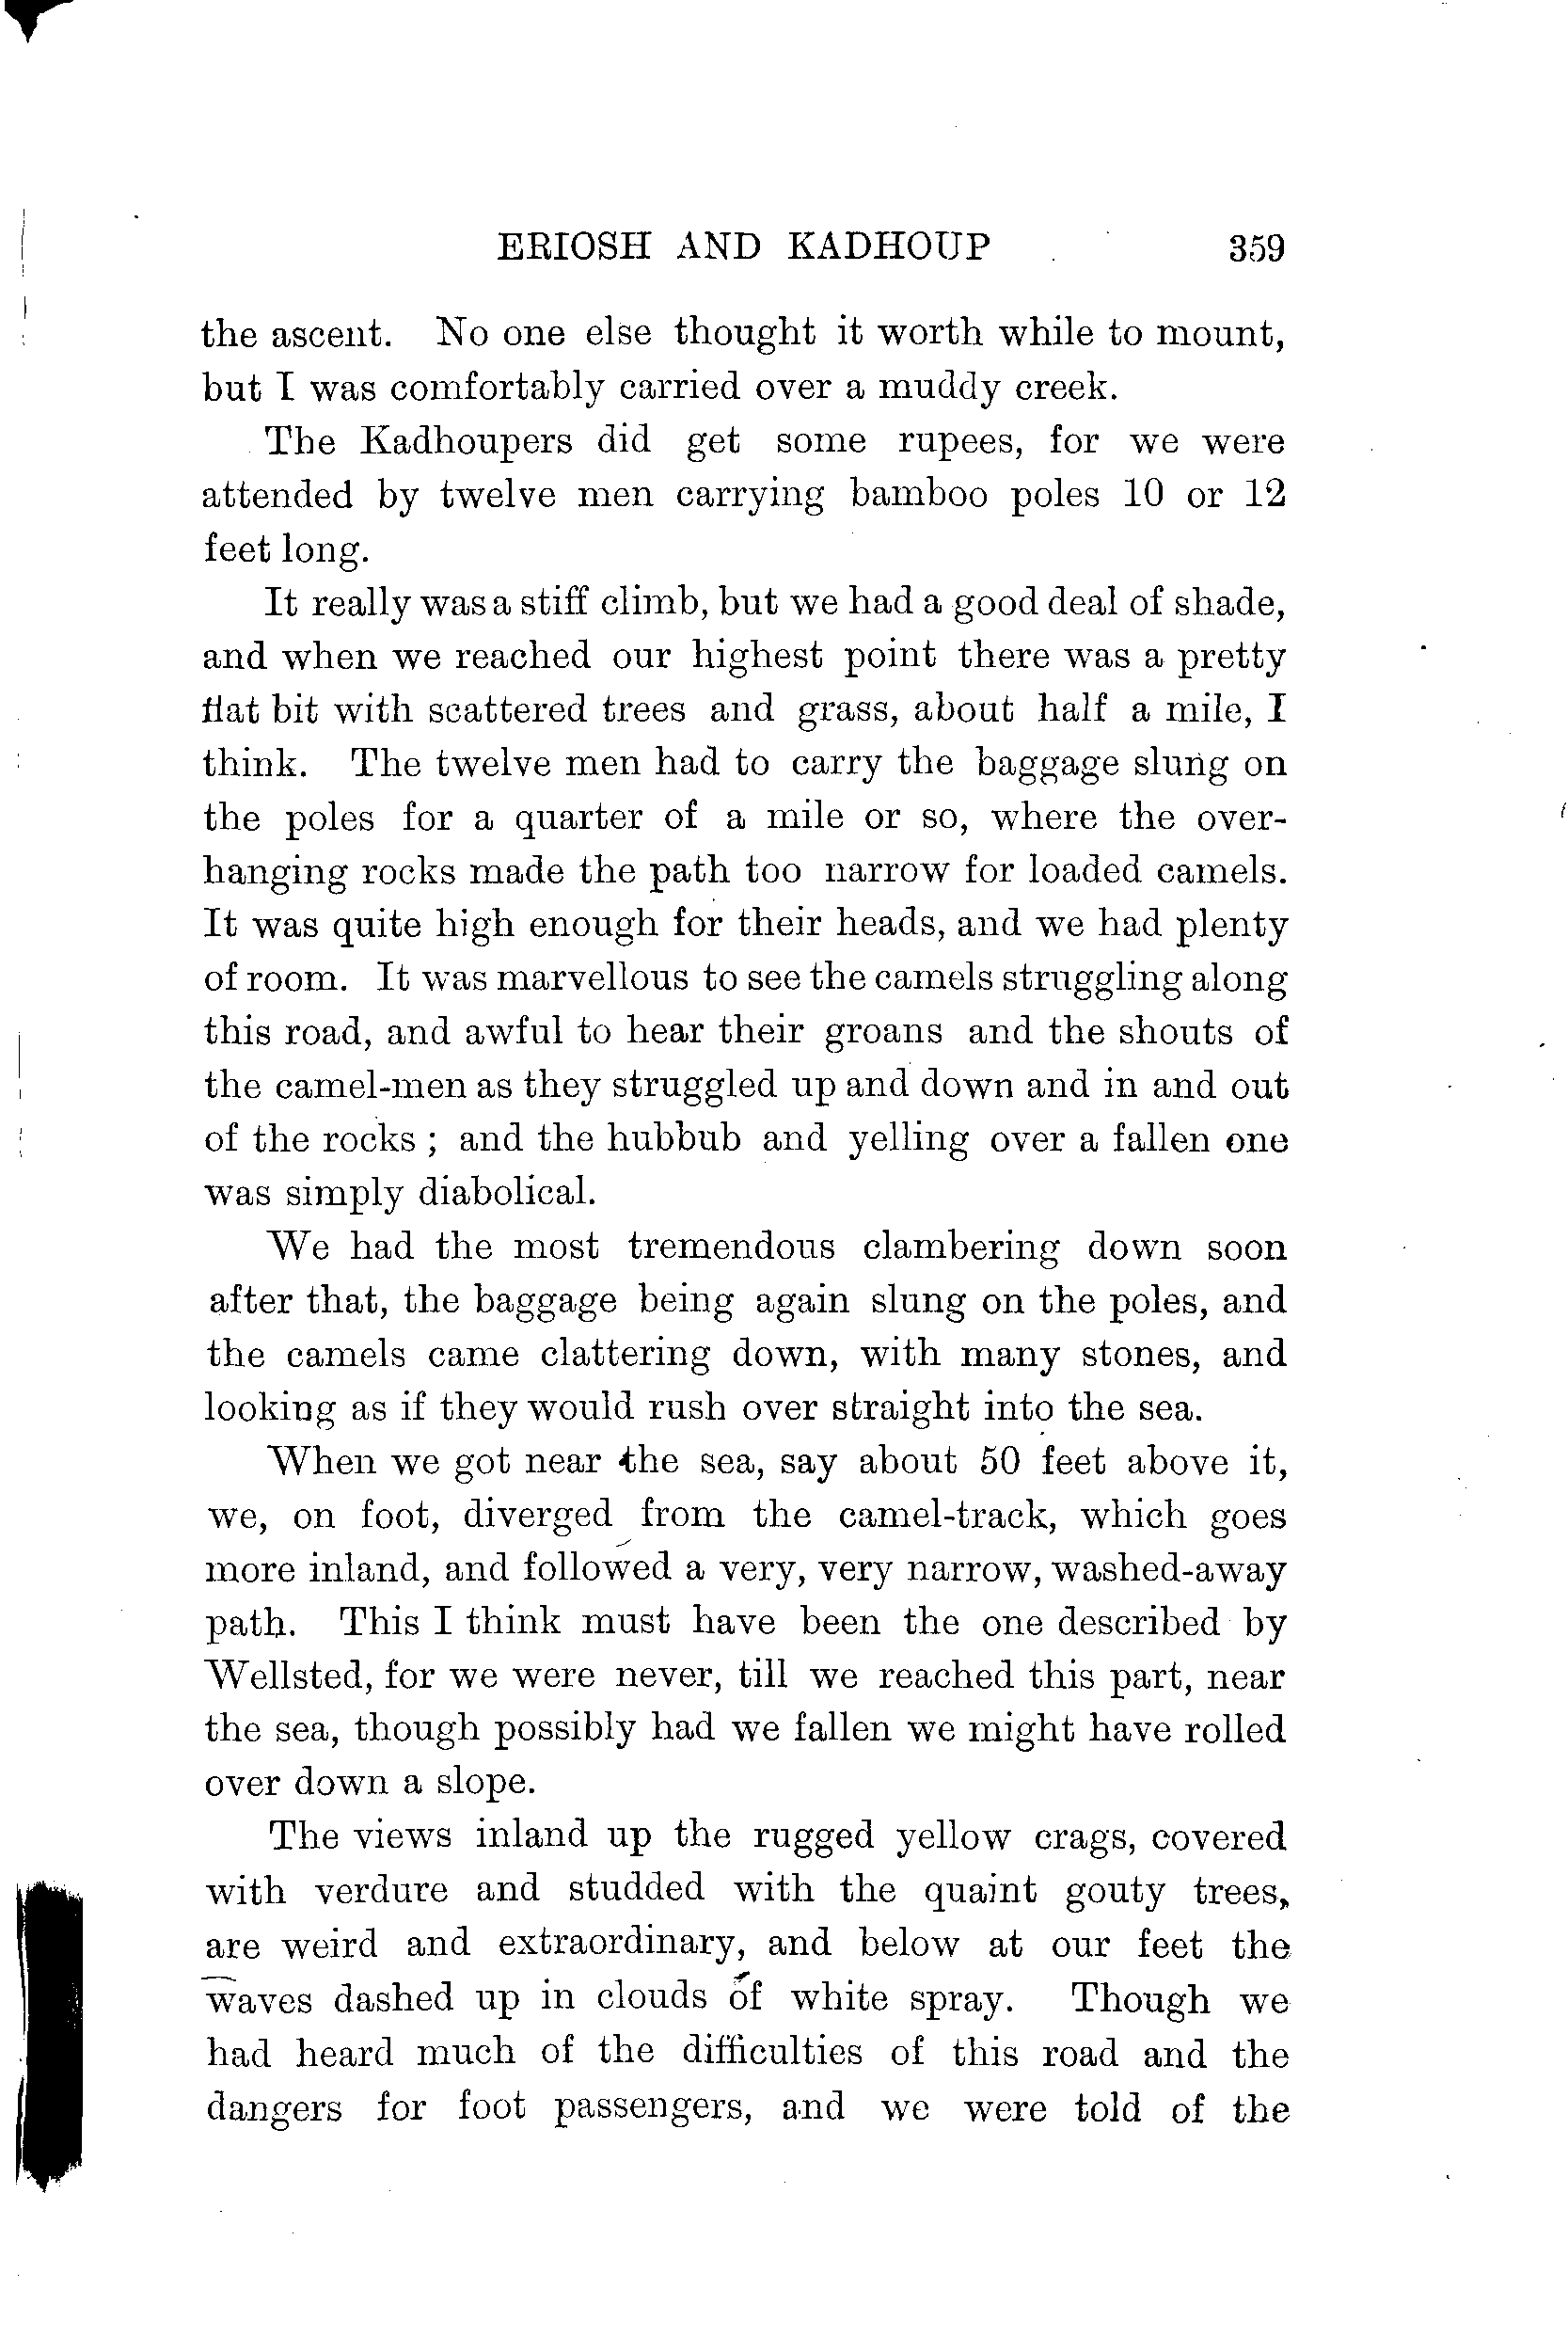 ERIOSH AND KADHOUP 359
the ascent. No one else thought it worth while to mount,
but I was comfortably carried over a muddy creek.
The Kadhoupers did get some rupees, for we were
attended by twelve men carrying bamboo poles 10 or 12
feet long.
It really was a stiff climb, but we had a good deal of shade,
and when we reached our highest point there was a pretty
flat bit with scattered trees and grass, about half a mile, I
think. The twelve men had to carry the baggage slung on
the poles for a quarter of a mile or so, where the over-
hanging rocks made the path too narrow for loaded camels.
It was quite high enough for their heads, and we had plenty
of room. It was marvellous to see the camels struggling along
this road, and awful to hear their groans and the shouts of
the camel-men as they struggled up and down and in and out
of the rocks ; and the hubbub and yelling over a fallen one
was simply diabolical.
We had the most tremendous clambering down soon
after that, the baggage being again slung on the poles, and
the camels came clattering down, with many stones, and
looking as if they would rush over straight into the sea.
When we got near the sea, say about 50 feet above it,
we, on foot, diverged from the camel-track, which goes
more inland, and followed a very, very narrow, washed-away
path. This I think must have been the one described by
Wellsted, for we were never, till we reached this part, near
the sea, though possibly had we fallen we might have rolled
over down a slope.
The views inland up the rugged yellow crags, covered
with verdure and studded with the quaint gouty trees,
are weird and extraordinary, and below at our feet the
waves dashed up in clouds of white spray. Though we
had heard much of the difficulties of this road and the
dangers for foot passengers, and we were told of the